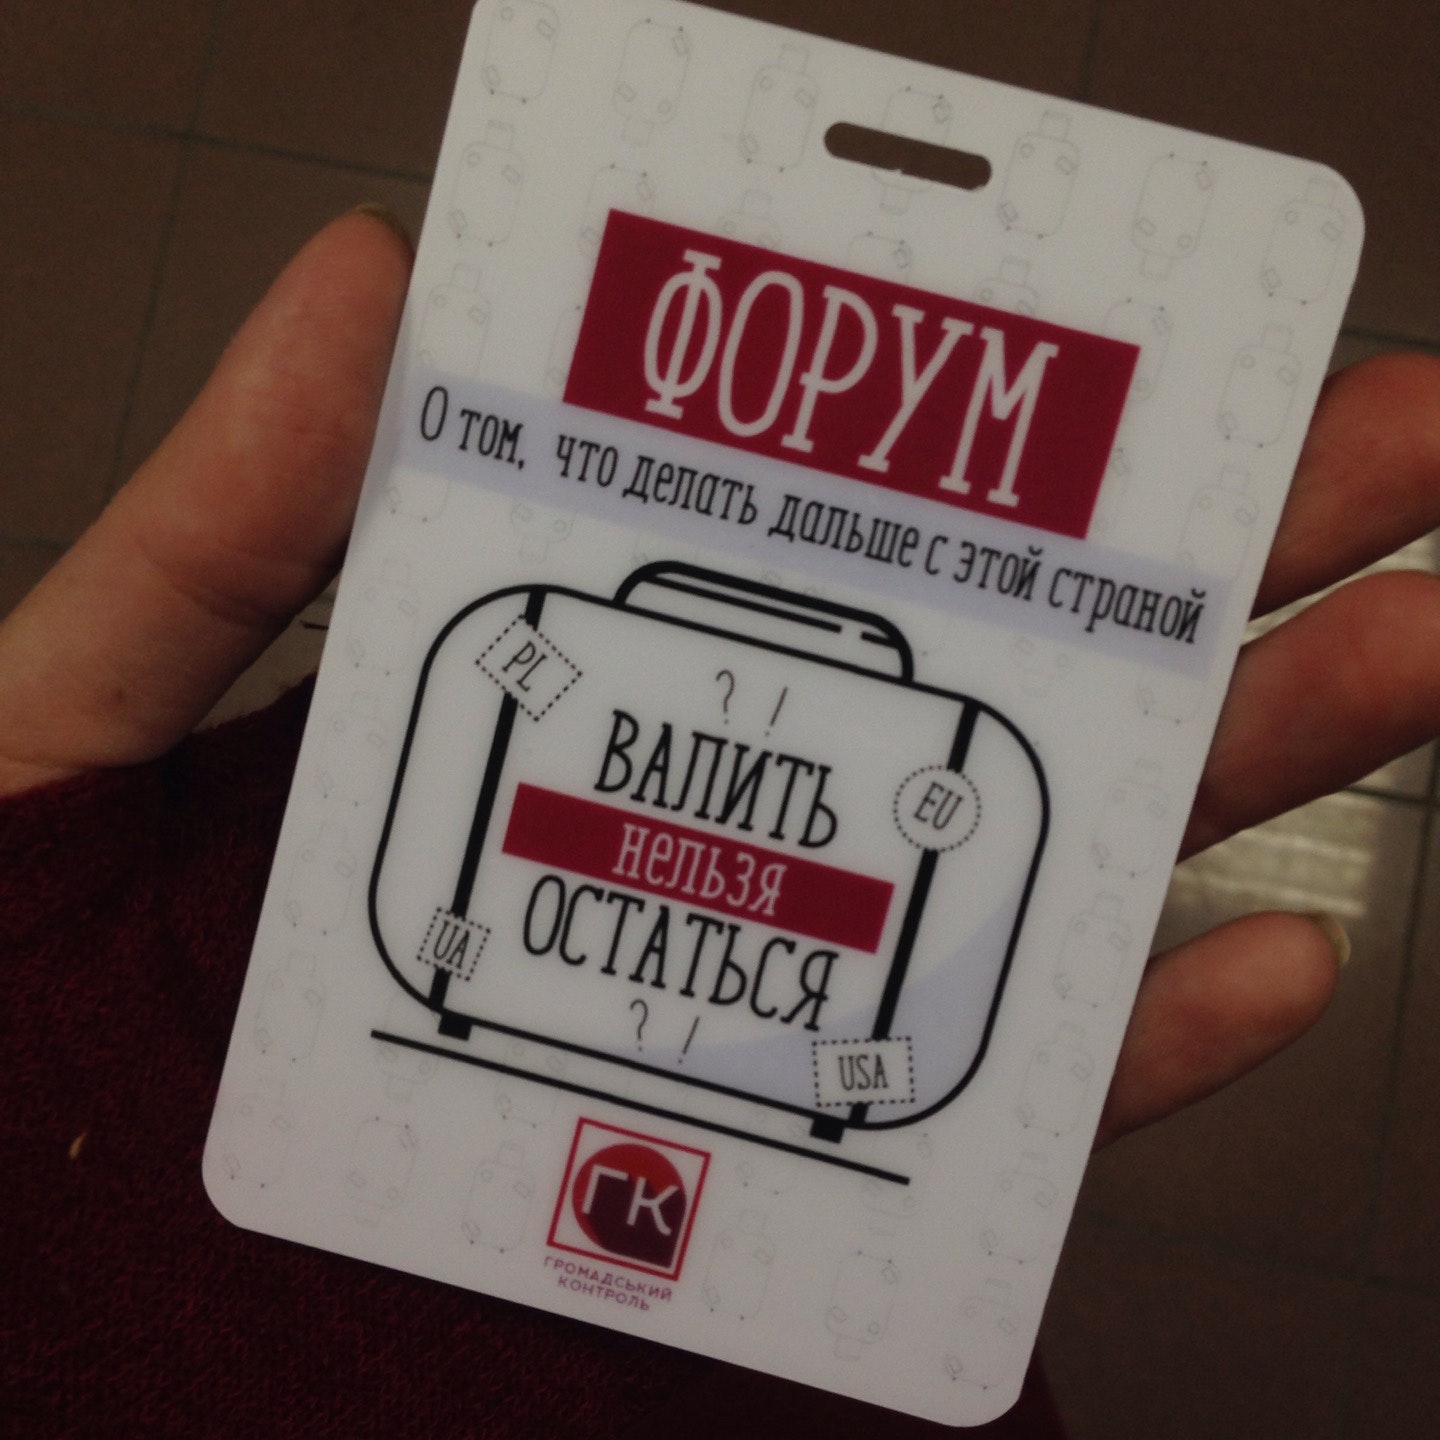 ФОРУМ
О том, что делать дальше с этой страной
PL
? !
ВАЛИТЬ
EU
нельзя
ОСТАТЬСЯ
UA
? !
USA
ГК
ГРОМАДСЬКИЙ
КОНТРОЛЬ